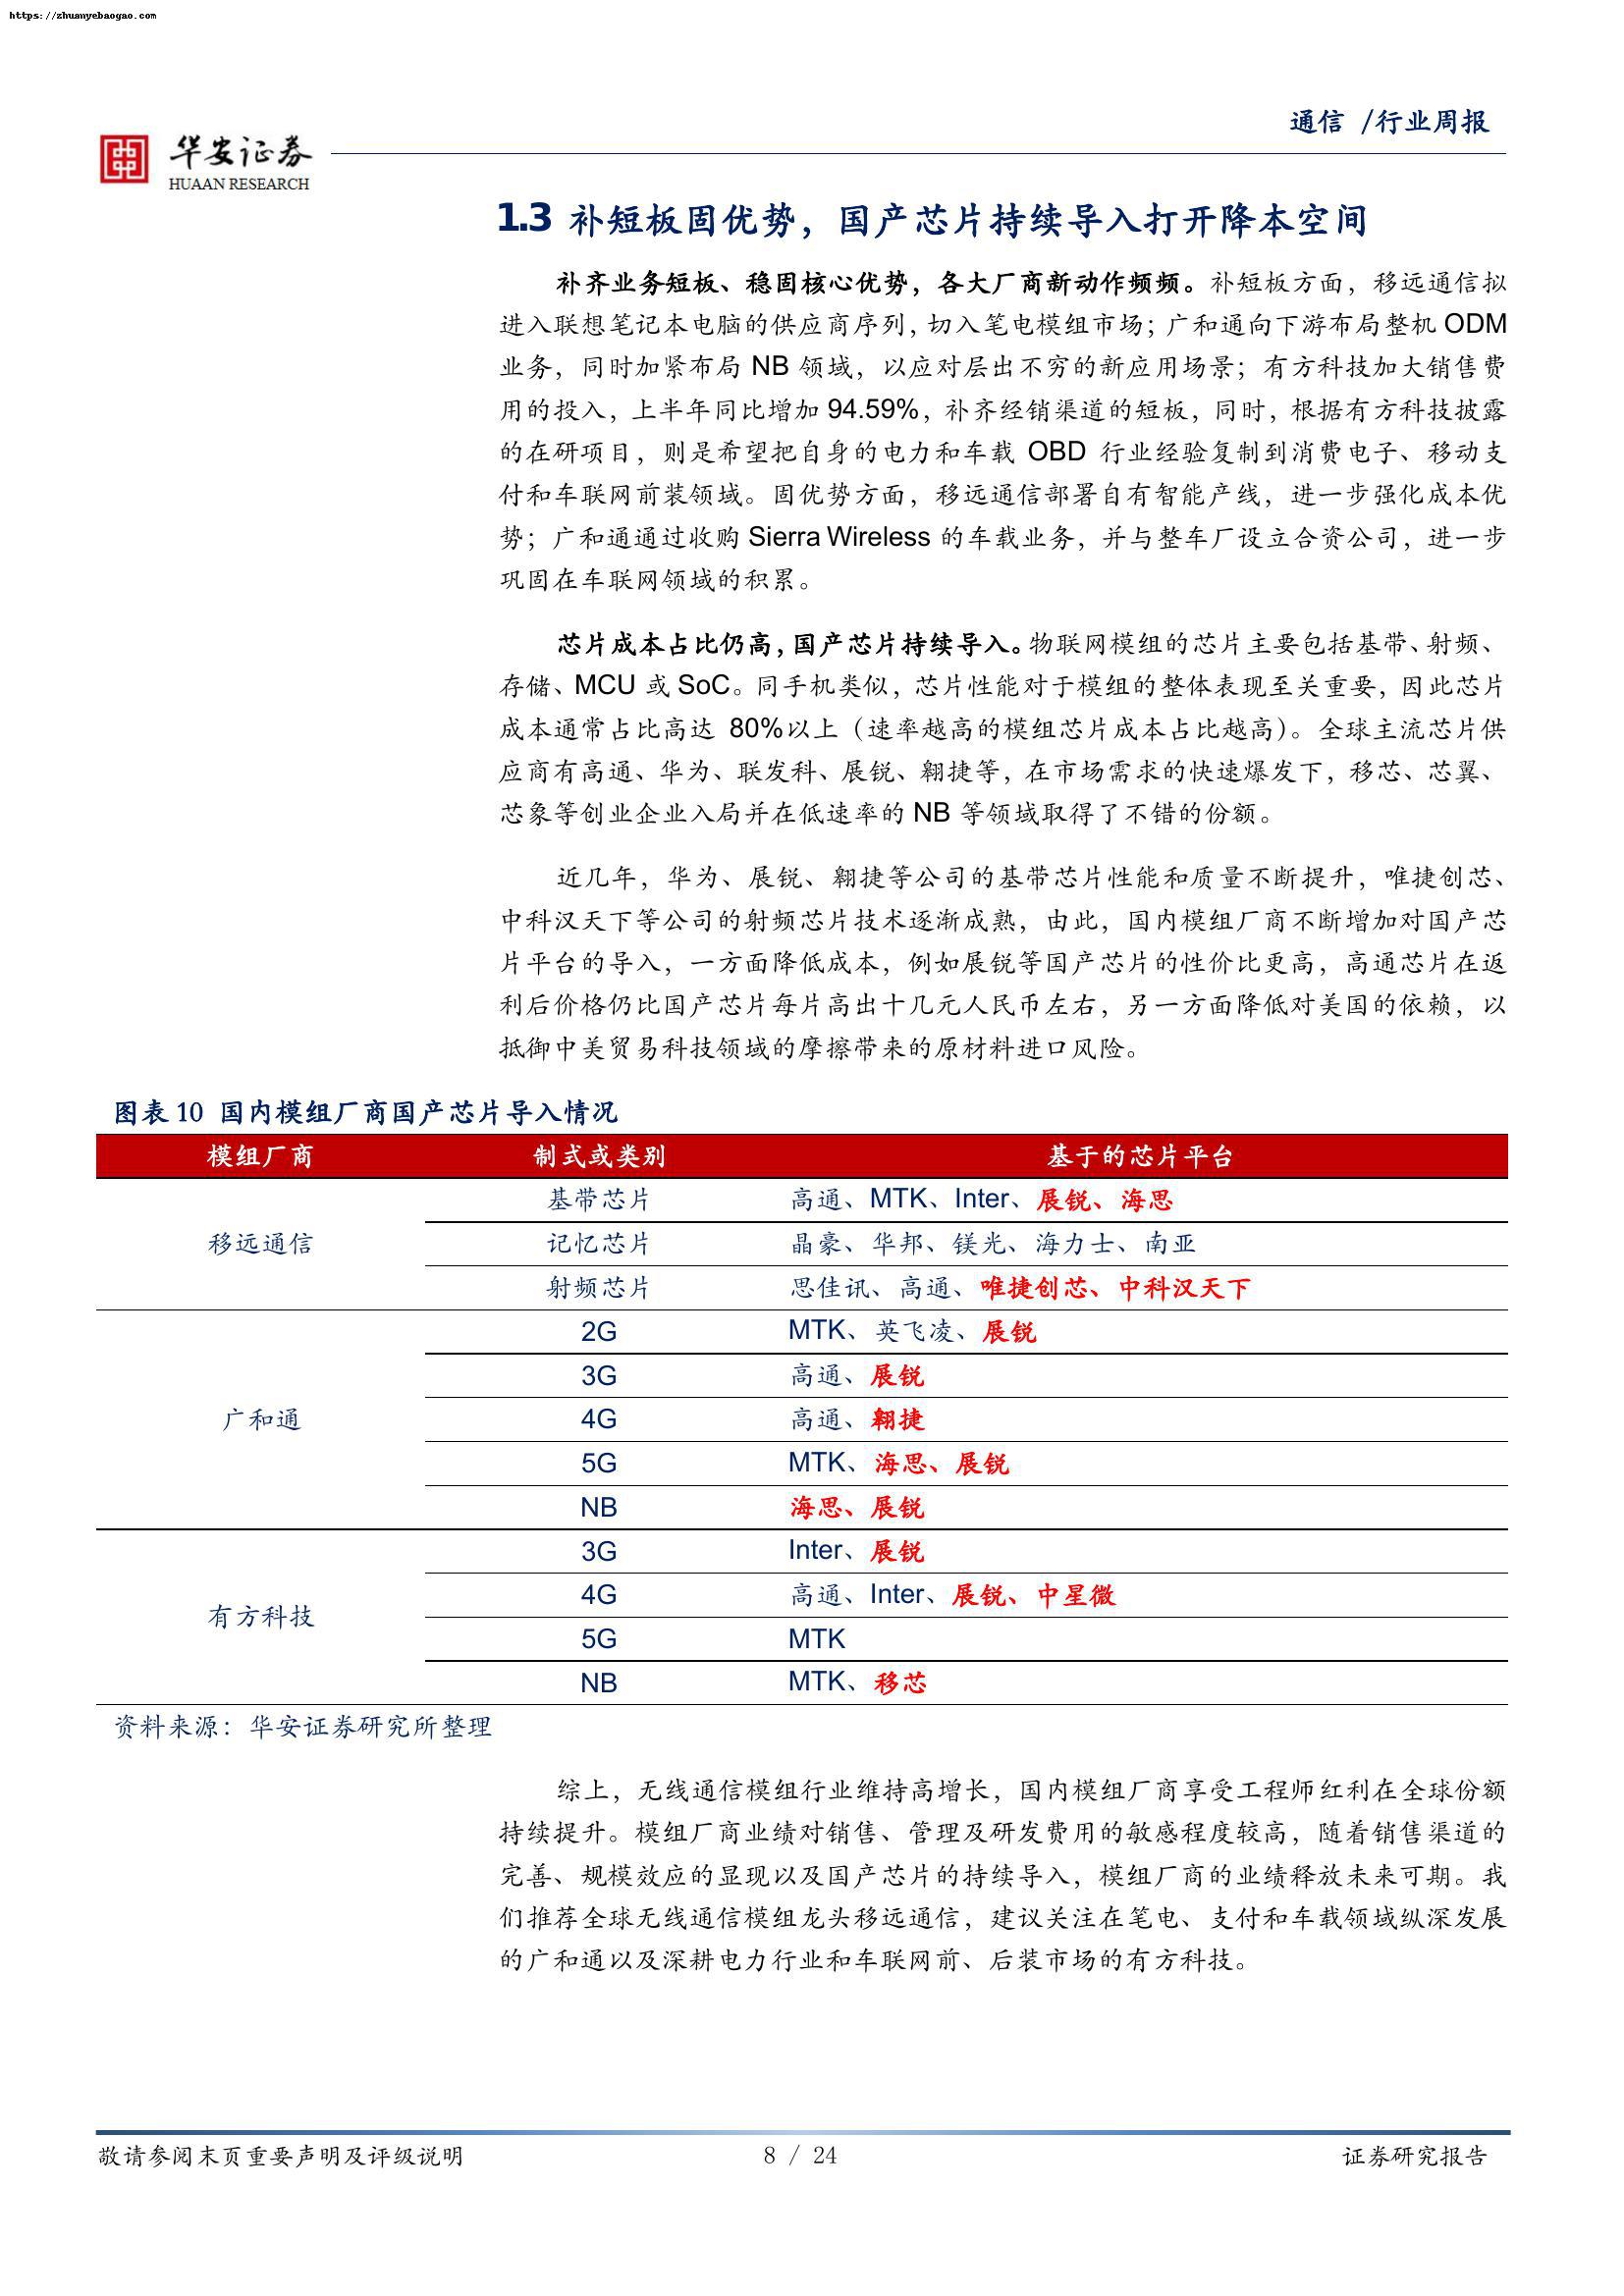 https://zhuanyebaogao.com
通信 /行业周报
华安证券
HUAAN RESEARCH
1.3 补短板固优势，国产芯片持续导入打开降本空间
补齐业务短板、稳固核心优势，各大厂商新动作频频。补短板方面，移远通信拟
进入联想笔记本电脑的供应商序列，切入笔电模组市场；广和通向下游布局整机 ODM
业务，同时加紧布局 NB 领域，以应对层出不穷的新应用场景；有方科技加大销售费
用的投入，上半年同比增加 94.59%，补齐经销渠道的短板，同时，根据有方科技披露
的在研项目，则是希望把自身的电力和车载 OBD 行业经验复制到消费电子、移动支
付和车联网前装领域。固优势方面，移远通信部署自有智能产线，进一步强化成本优
势；广和通通过收购 Sierra Wireless 的车载业务，并与整车厂设立合资公司，进一步
巩固在车联网领域的积累。
芯片成本占比仍高，国产芯片持续导入。物联网模组的芯片主要包括基带、射频、
存储、MCU 或 SoC。同手机类似，芯片性能对于模组的整体表现至关重要，因此芯片
成本通常占比高达 80%以上（速率越高的模组芯片成本占比越高）。全球主流芯片供
应商有高通、华为、联发科、展锐、翱捷等，在市场需求的快速爆发下，移芯、芯翼、
芯象等创业企业入局并在低速率的 NB 等领域取得了不错的份额。
近几年，华为、展锐、翱捷等公司的基带芯片性能和质量不断提升，唯捷创芯、
中科汉天下等公司的射频芯片技术逐渐成熟，由此，国内模组厂商不断增加对国产芯
片平台的导入，一方面降低成本，例如展锐等国产芯片的性价比更高，高通芯片在返
利后价格仍比国产芯片每片高出十几元人民币左右，另一方面降低对美国的依赖，以
抵御中美贸易科技领域的摩擦带来的原材料进口风险。
图表 10 国内模组厂商国产芯片导入情况
模组厂商 制式或类别 基于的芯片平台
基带芯片 高通、MTK、Inter、展锐、海思
移远通信 记忆芯片 晶豪、华邦、镁光、海力士、南亚
射频芯片 思佳讯、高通、唯捷创芯、中科汉天下
2G MTK、英飞凌、展锐
3G 高通、展锐
广和通 4G 高通、翱捷
5G MTK、海思、展锐
NB 海思、展锐
3G Inter、展锐
4G 高通、Inter、展锐、中星微
有方科技
5G MTK
NB MTK、移芯
资料来源：华安证券研究所整理
综上，无线通信模组行业维持高增长，国内模组厂商享受工程师红利在全球份额
持续提升。模组厂商业绩对销售、管理及研发费用的敏感程度较高，随着销售渠道的
完善、规模效应的显现以及国产芯片的持续导入，模组厂商的业绩释放未来可期。我
们推荐全球无线通信模组龙头移远通信，建议关注在笔电、支付和车载领域纵深发展
的广和通以及深耕电力行业和车联网前、后装市场的有方科技。
敬请参阅末页重要声明及评级说明 8 / 24 证券研究报告